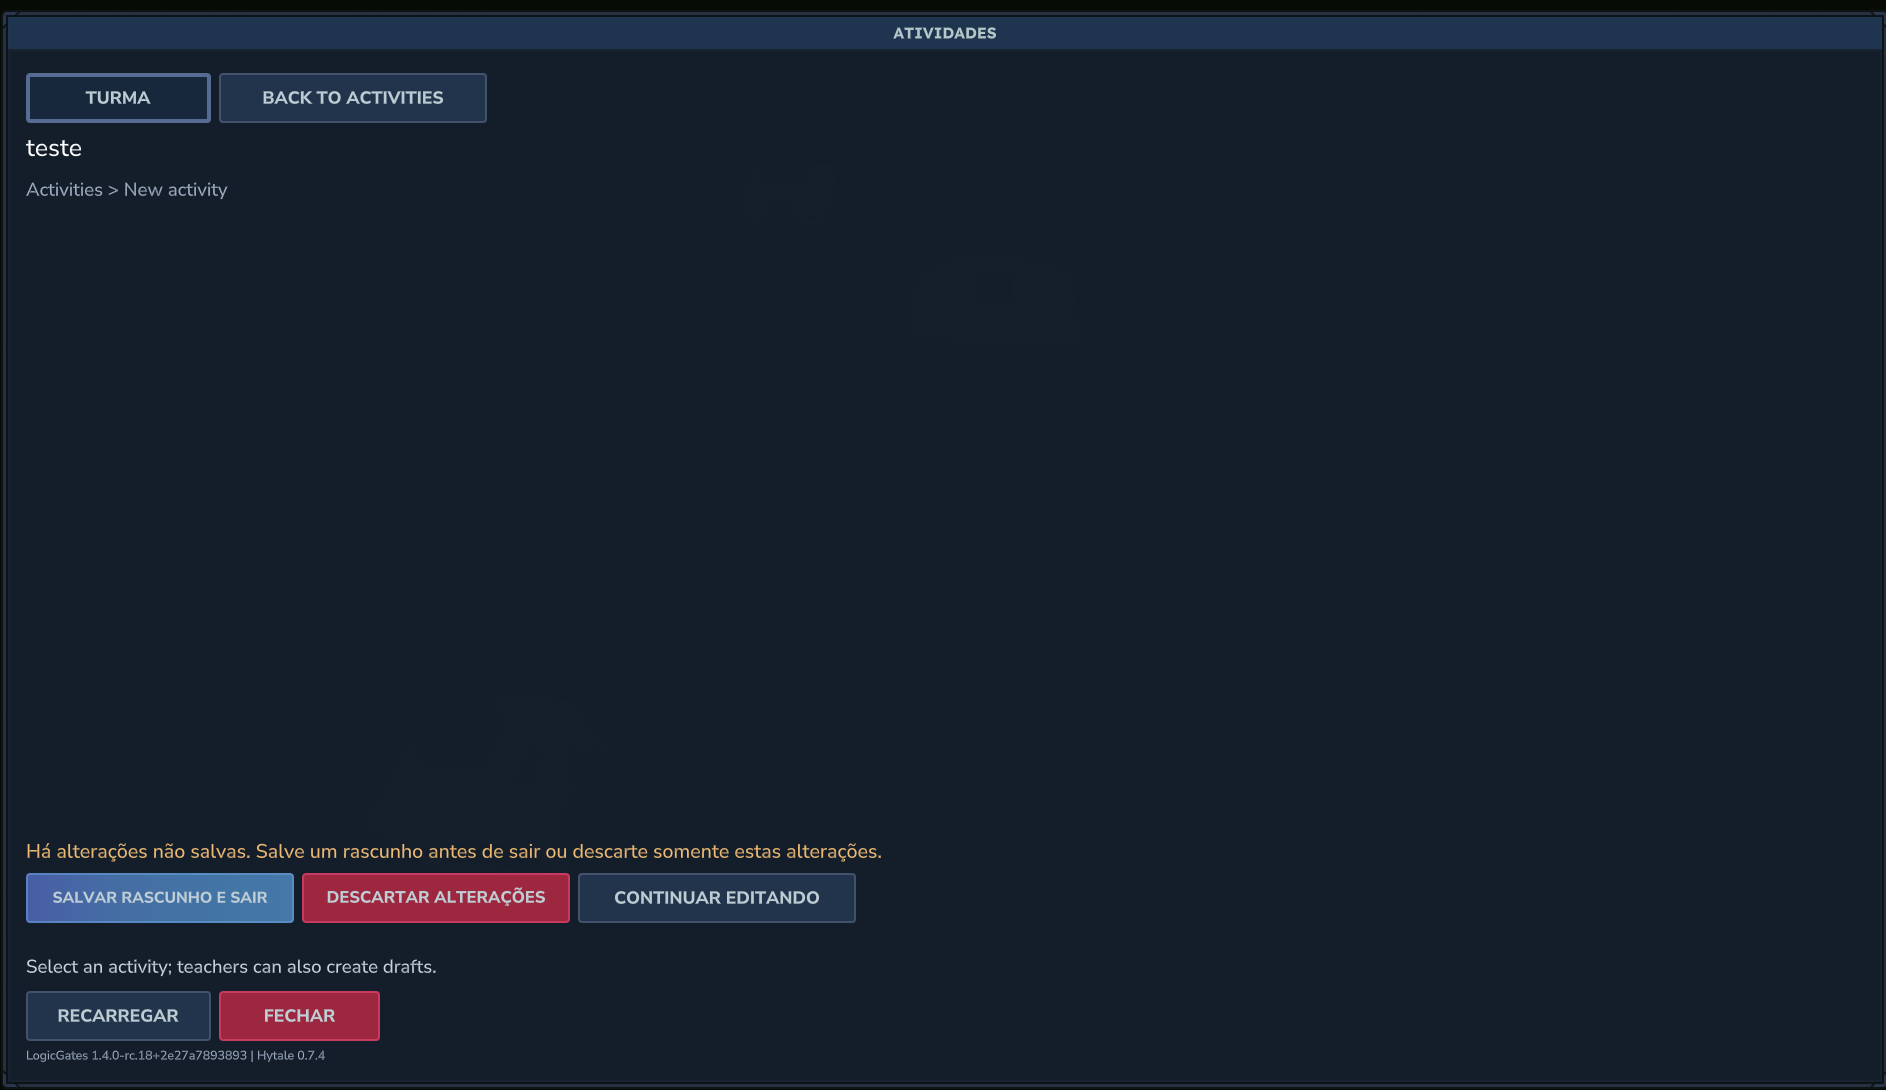 ATIVIDADES
TURMA
BACK TO ACTIVITIES
teste
Activities > New activity
Há alterações não salvas. Salve um rascunho antes de sair ou descarte somente estas alterações.
SALVAR RASCUNHO E SAIR
DESCARTAR ALTERAÇÕES
CONTINUAR EDITANDO
Select an activity; teachers can also create drafts.
RECARREGAR
FECHAR
LogicGates 1.4.0-rc.18+2e27a7893893 | Hytale 0.7.4